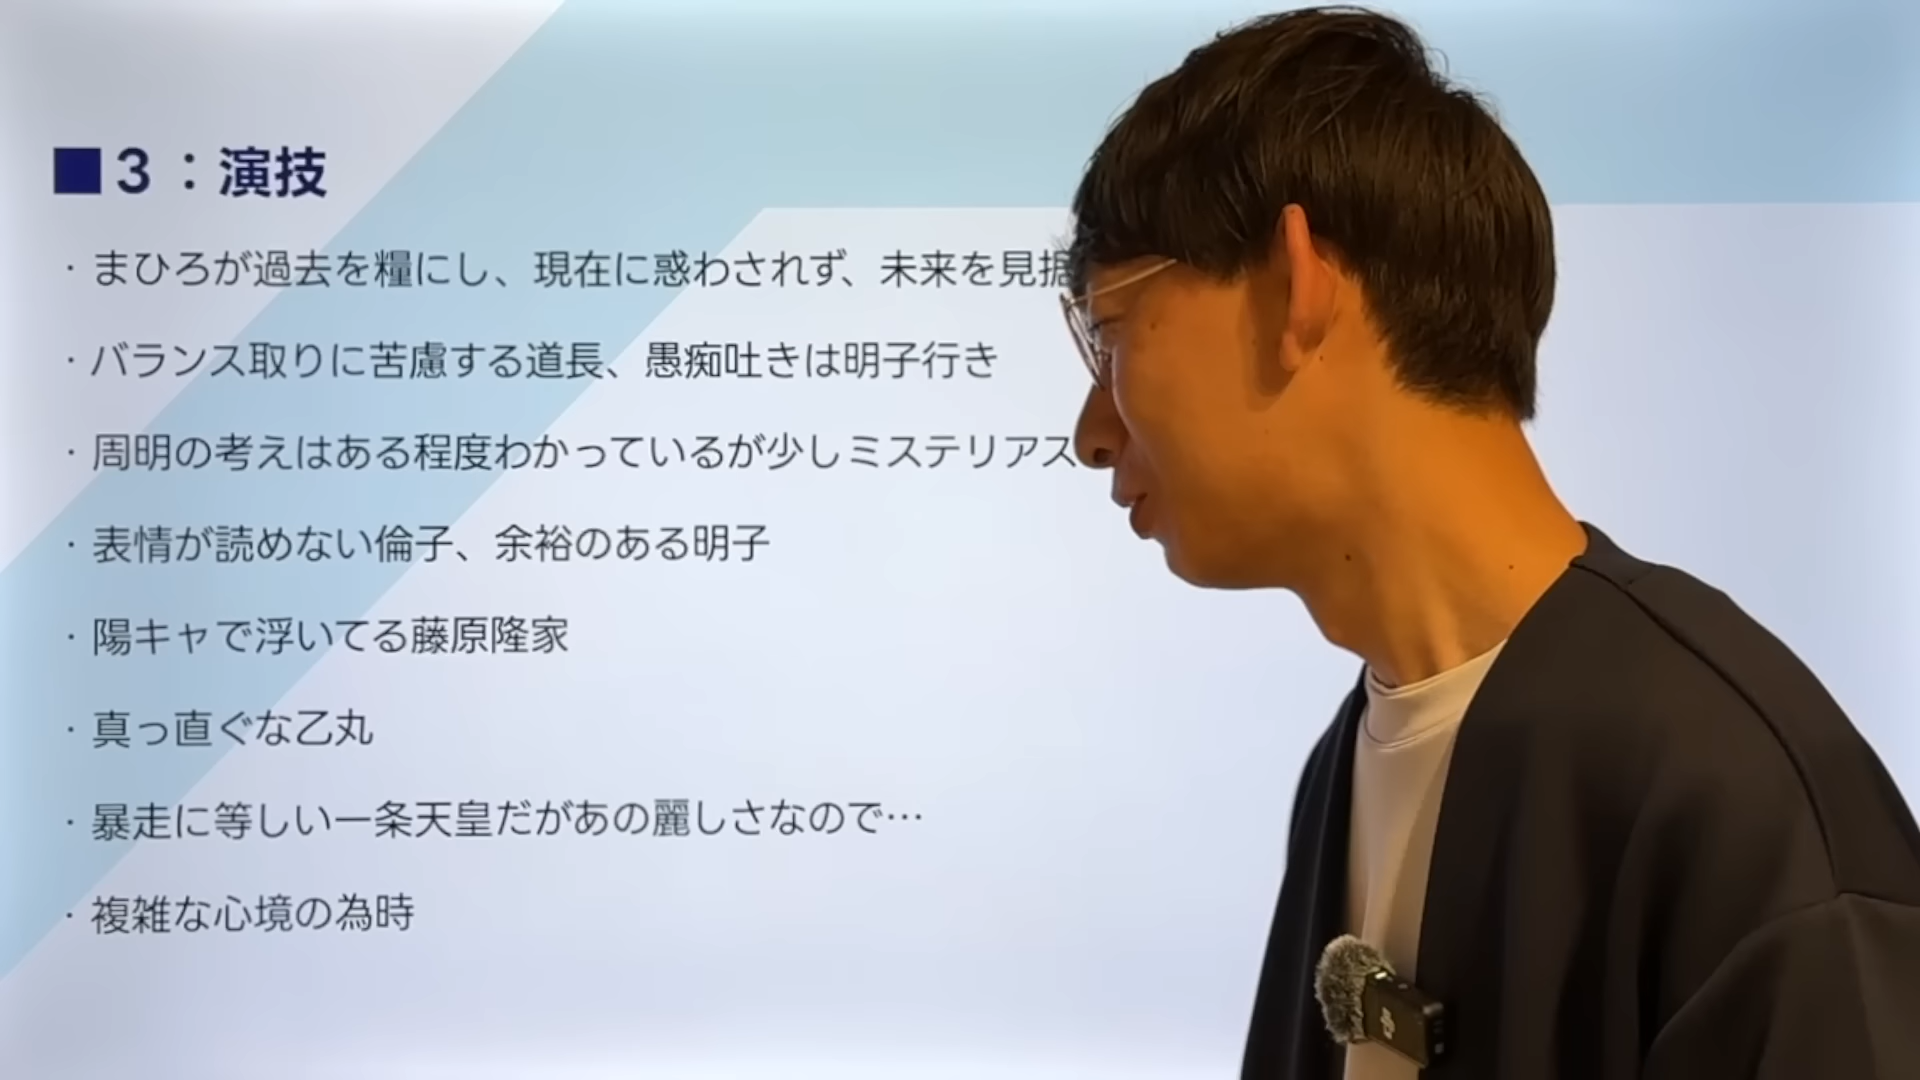 ■3：演技
・まひろが過去を糧にし、現在に惑わされず、未来を見据
・バランス取りに苦慮する道長、愚痴吐きは明子行き
・周明の考えはある程度わかっているが少しミステリアス
・表情が読めない倫子、余裕のある明子
・陽キャで浮いてる藤原隆家
・真っ直ぐな乙丸
・暴走に等しい一条天皇だがあの麗しさなので…
・複雑な心境の為時
dji